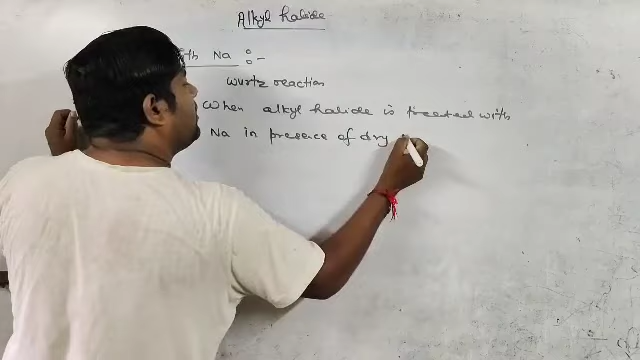 Alkyl halide
with Na :-
Wurtz reaction
When alkyl halide is treated with
Na in presence of dry